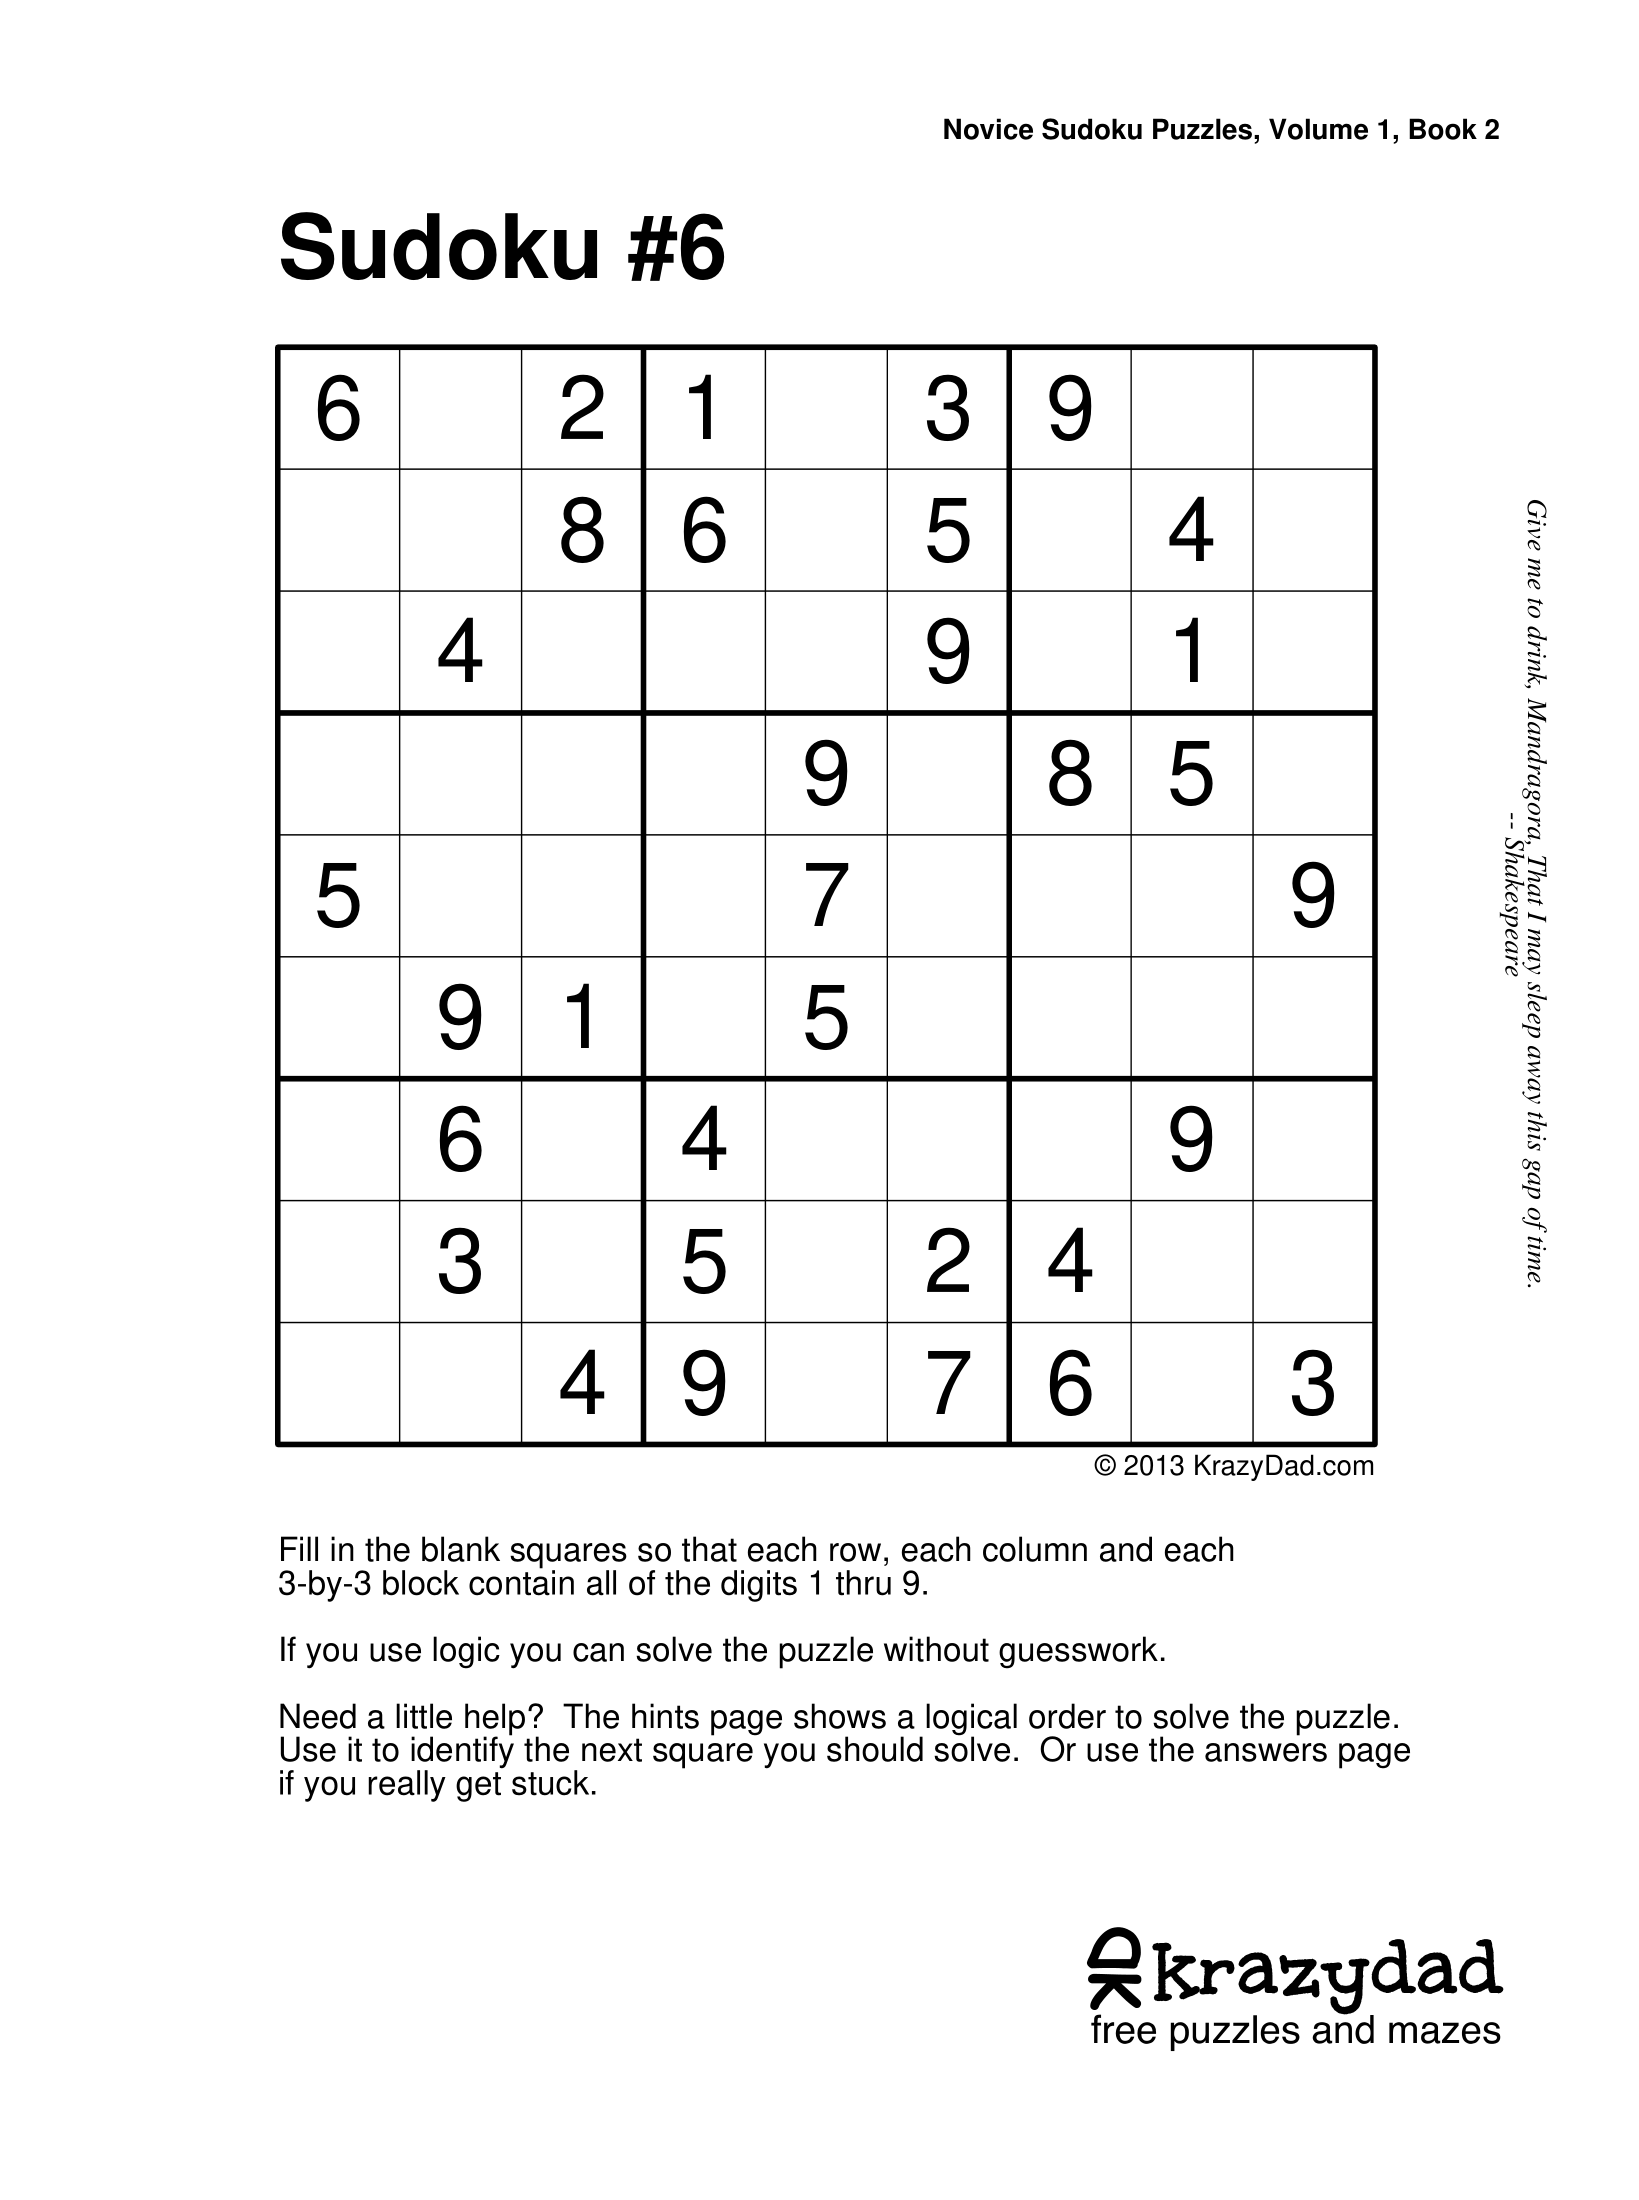 Novice Sudoku Puzzles, Volume 1, Book 2
Sudoku #6
6 2 1 3 9
8 6 5 4
4 9 1
9 8 5
5 7 9
9 1 5
6 4 9
3 5 2 4
4 9 7 6 3
© 2013 KrazyDad.com
Give me to drink, Mandragora, That I may sleep away this gap of time.
-- Shakespeare
Fill in the blank squares so that each row, each column and each
3-by-3 block contain all of the digits 1 thru 9.
If you use logic you can solve the puzzle without guesswork.
Need a little help?  The hints page shows a logical order to solve the puzzle.
Use it to identify the next square you should solve.  Or use the answers page
if you really get stuck.
KD krazydad
free puzzles and mazes